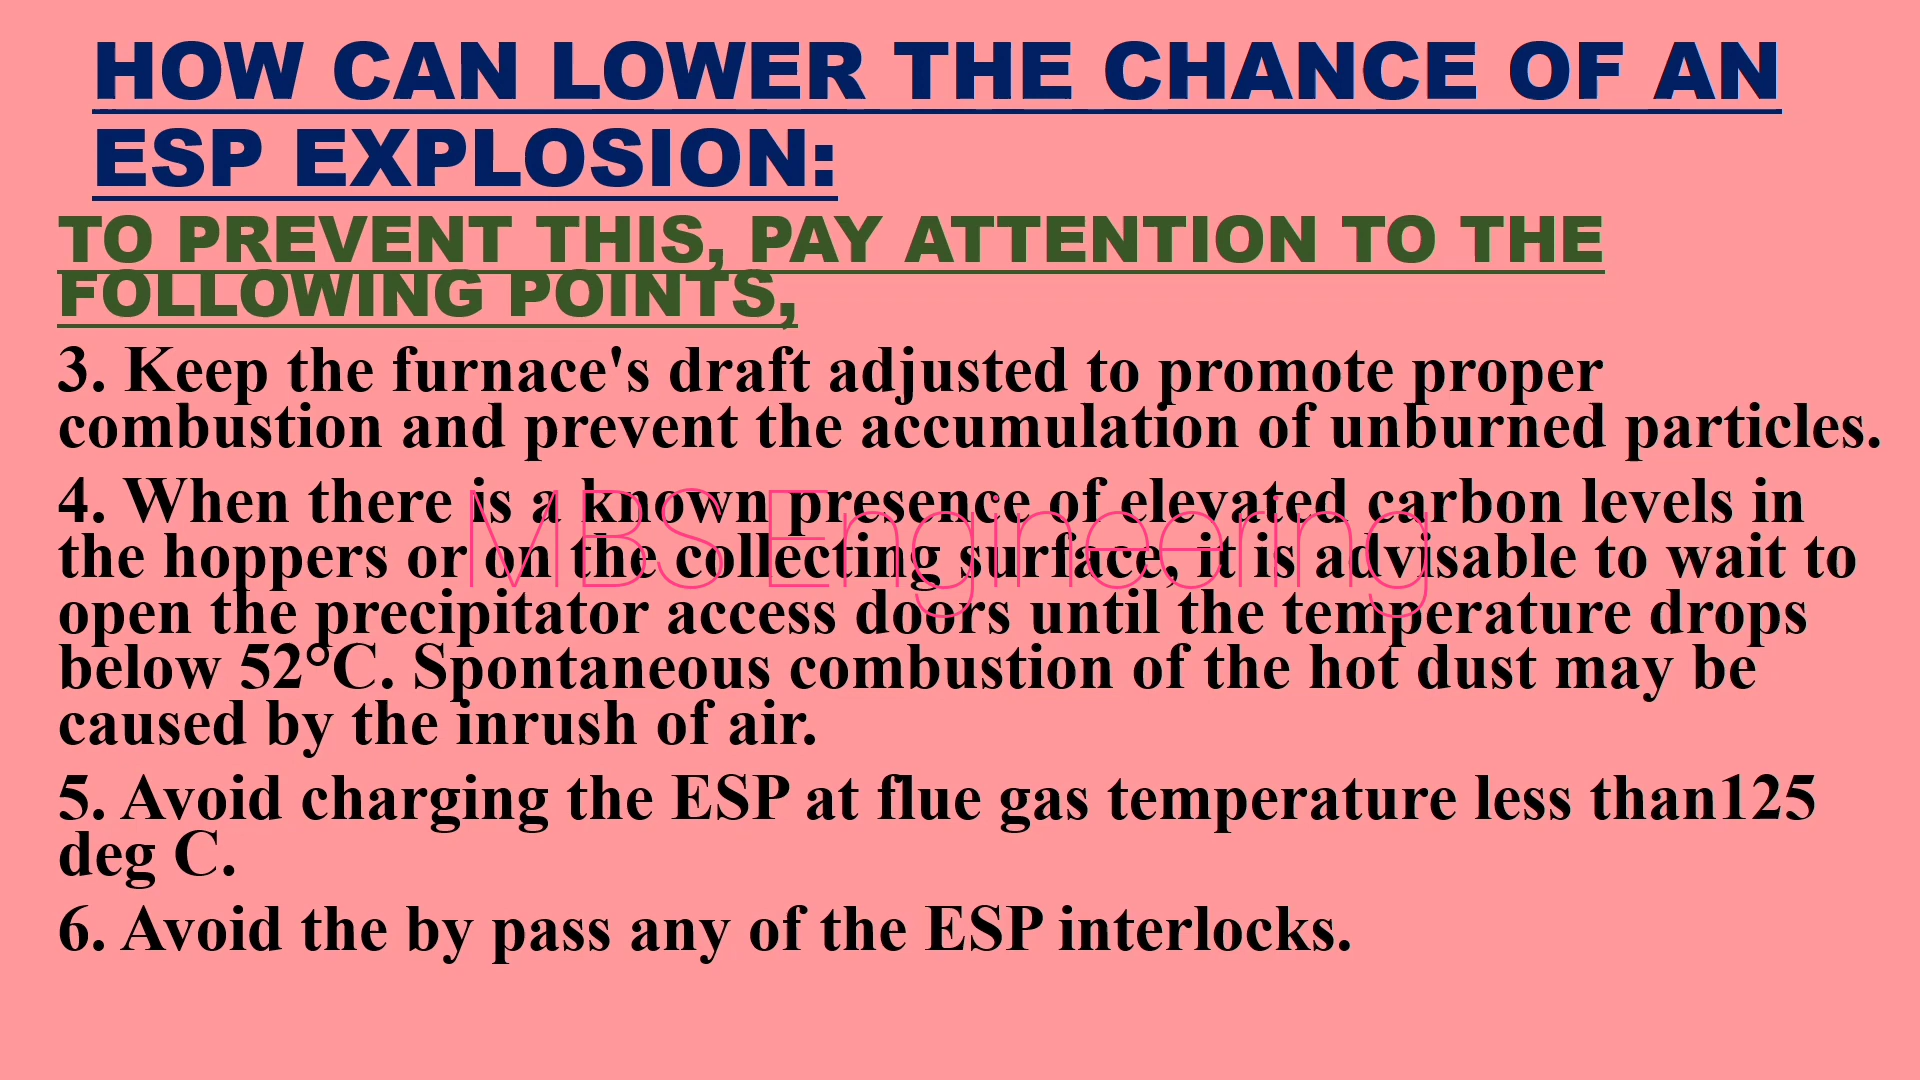 HOW CAN LOWER THE CHANCE OF AN
ESP EXPLOSION:
TO PREVENT THIS, PAY ATTENTION TO THE
FOLLOWING POINTS,
3. Keep the furnace's draft adjusted to promote proper
combustion and prevent the accumulation of unburned particles.
4. When there is a known presence of elevated carbon levels in
the hoppers or on the collecting surface, it is advisable to wait to
open the precipitator access doors until the temperature drops
below 52°C. Spontaneous combustion of the hot dust may be
caused by the inrush of air.
5. Avoid charging the ESP at flue gas temperature less than125
deg C.
6. Avoid the by pass any of the ESP interlocks.
MBS Engineering